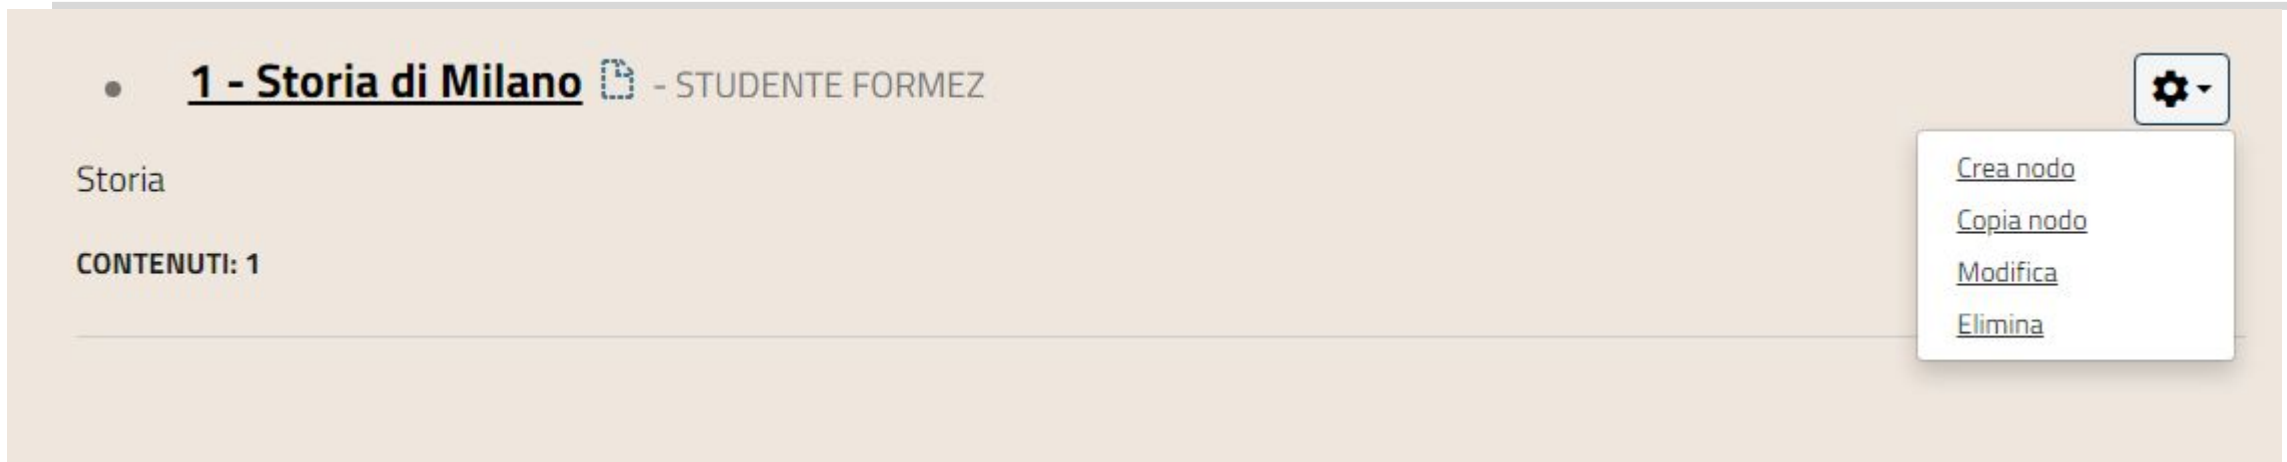 1 - Storia di Milano - STUDENTE FORMEZ
Storia
CONTENUTI: 1
Crea nodo
Copia nodo
Modifica
Elimina